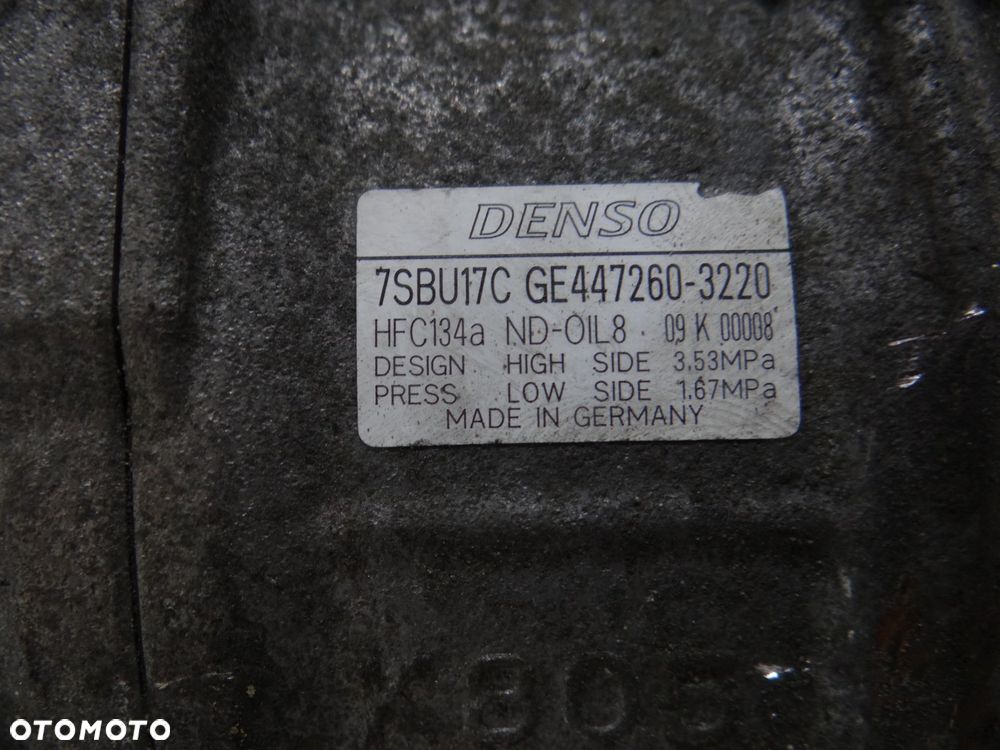 DENSO
7SBU17C GE447260-3220
HFC134a ND-OIL8 09 K 00008
DESIGN HIGH SIDE 3.53MPa
PRESS LOW SIDE 1.67MPa
MADE IN GERMANY
OTOMOTO